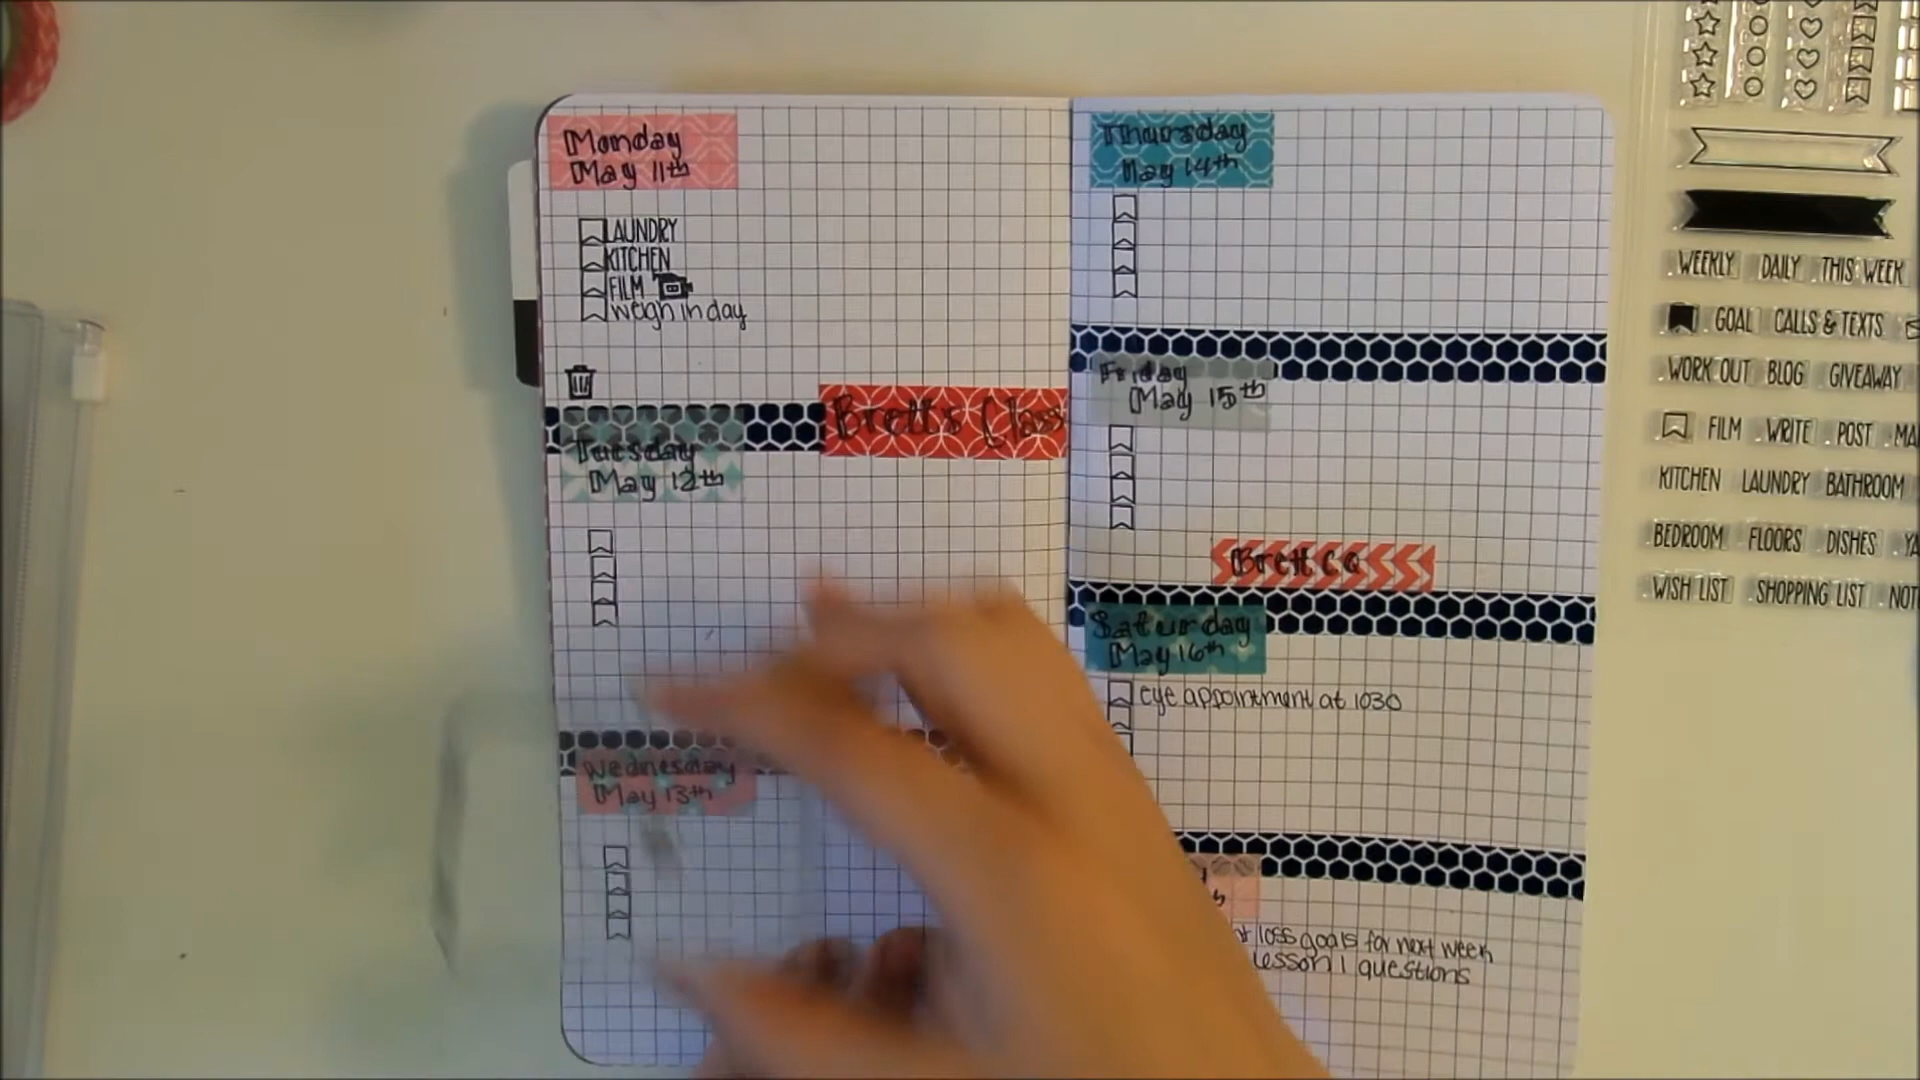 Monday
May 11th
LAUNDRY
KITCHEN
FILM
weigh in day
Brett's Class
Tuesday
May 12th
Wednesday
May 13th
Thursday
May 14th
Friday
May 15th
Brett CQ
Saturday
May 16th
eye appointment at 1030
loss goals for next week
Lesson 1 questions
WEEKLY DAILY THIS WEEK
GOAL CALLS & TEXTS
WORK OUT BLOG GIVEAWAY
FILM WRITE POST
KITCHEN LAUNDRY BATHROOM
BEDROOM FLOORS DISHES
WISH LIST SHOPPING LIST